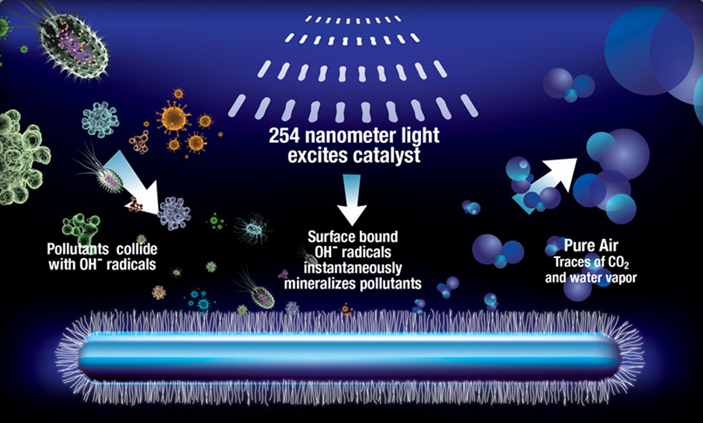 254 nanometer light
excites catalyst
Pollutants collide
with OH⁻ radicals
Surface bound
OH⁻ radicals
instantaneously
mineralizes pollutants
Pure Air
Traces of CO₂
and water vapor